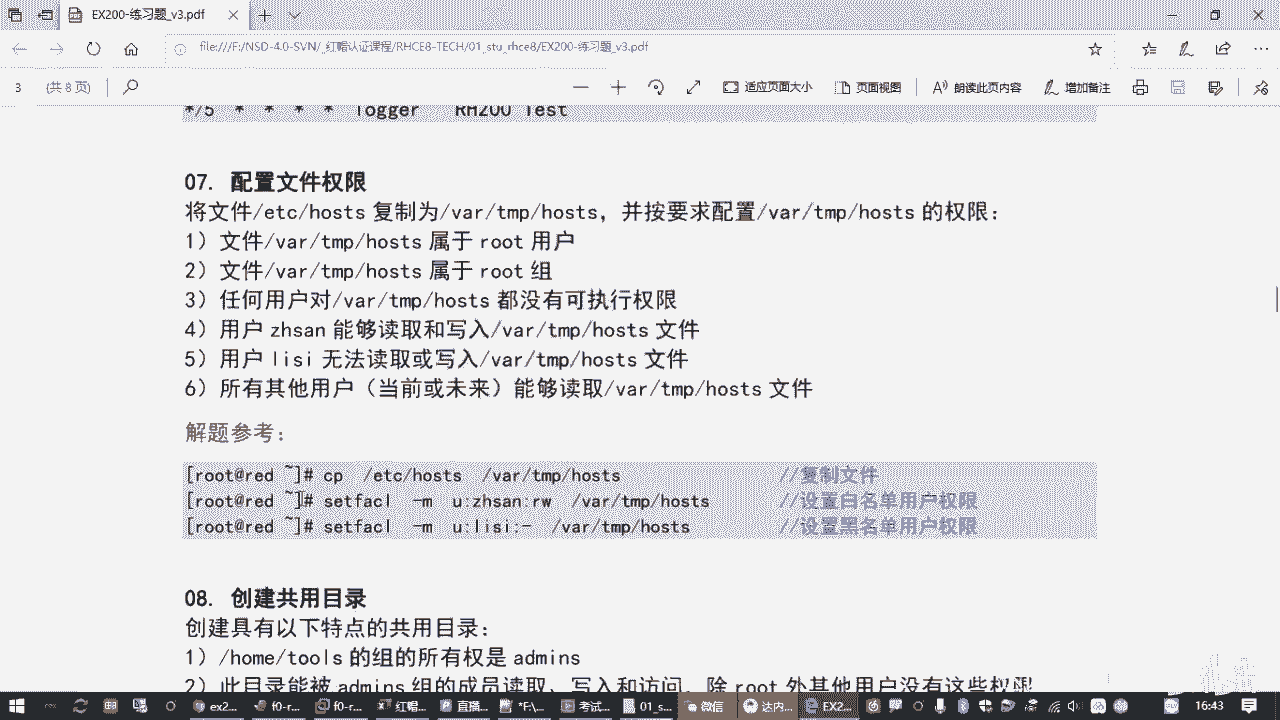 EX200-练习题_v3.pdf
file:///F:/NSD-4.0-SVN/_红帽认证课程/RHCE8-TECH/01_stu_rhce8/EX200-练习题_v3.pdf
3 (共 8 页) 适应页面大小 页面视图 朗读此页内容 增加备注
*/5 * * * * logger RH200 Test
07. 配置文件权限
将文件/etc/hosts 复制为/var/tmp/hosts，并按要求配置/var/tmp/hosts 的权限：
1）文件/var/tmp/hosts 属于 root 用户
2）文件/var/tmp/hosts 属于 root 组
3）任何用户对/var/tmp/hosts 都没有可执行权限
4）用户 zhsan 能够读取和写入/var/tmp/hosts 文件
5）用户 lisi 无法读取或写入/var/tmp/hosts 文件
6）所有其他用户（当前或未来）能够读取/var/tmp/hosts 文件
解题参考：
[root@red ~]# cp /etc/hosts /var/tmp/hosts //复制文件
[root@red ~]# setfacl -m u:zhsan:rw /var/tmp/hosts //设置白名单用户权限
[root@red ~]# setfacl -m u:lisi:- /var/tmp/hosts //设置黑名单用户权限
08. 创建共用目录
创建具有以下特点的共用目录：
1）/home/tools 的组的所有权是 admins
2）此目录能被 admins 组的成员读取、写入和访问，除 root 外其他用户没有这些权限
ex2... f0-r... f0-r... 红帽... 直播... *F:\... 考试... 01_s... 微信 达内... EX2... 16:43